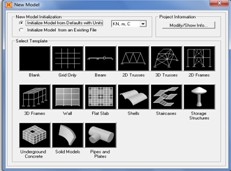 New Model
New Model Initialization
Project Information
Initialize Model from Defaults with Units
KN, m, C
Modify/Show Info...
Initialize Model from an Existing File
Select Template
Blank
Grid Only
Beam
2D Trusses
3D Trusses
2D Frames
3D Frames
Wall
Flat Slab
Shells
Staircases
Storage Structures
Underground Concrete
Solid Models
Pipes and Plates